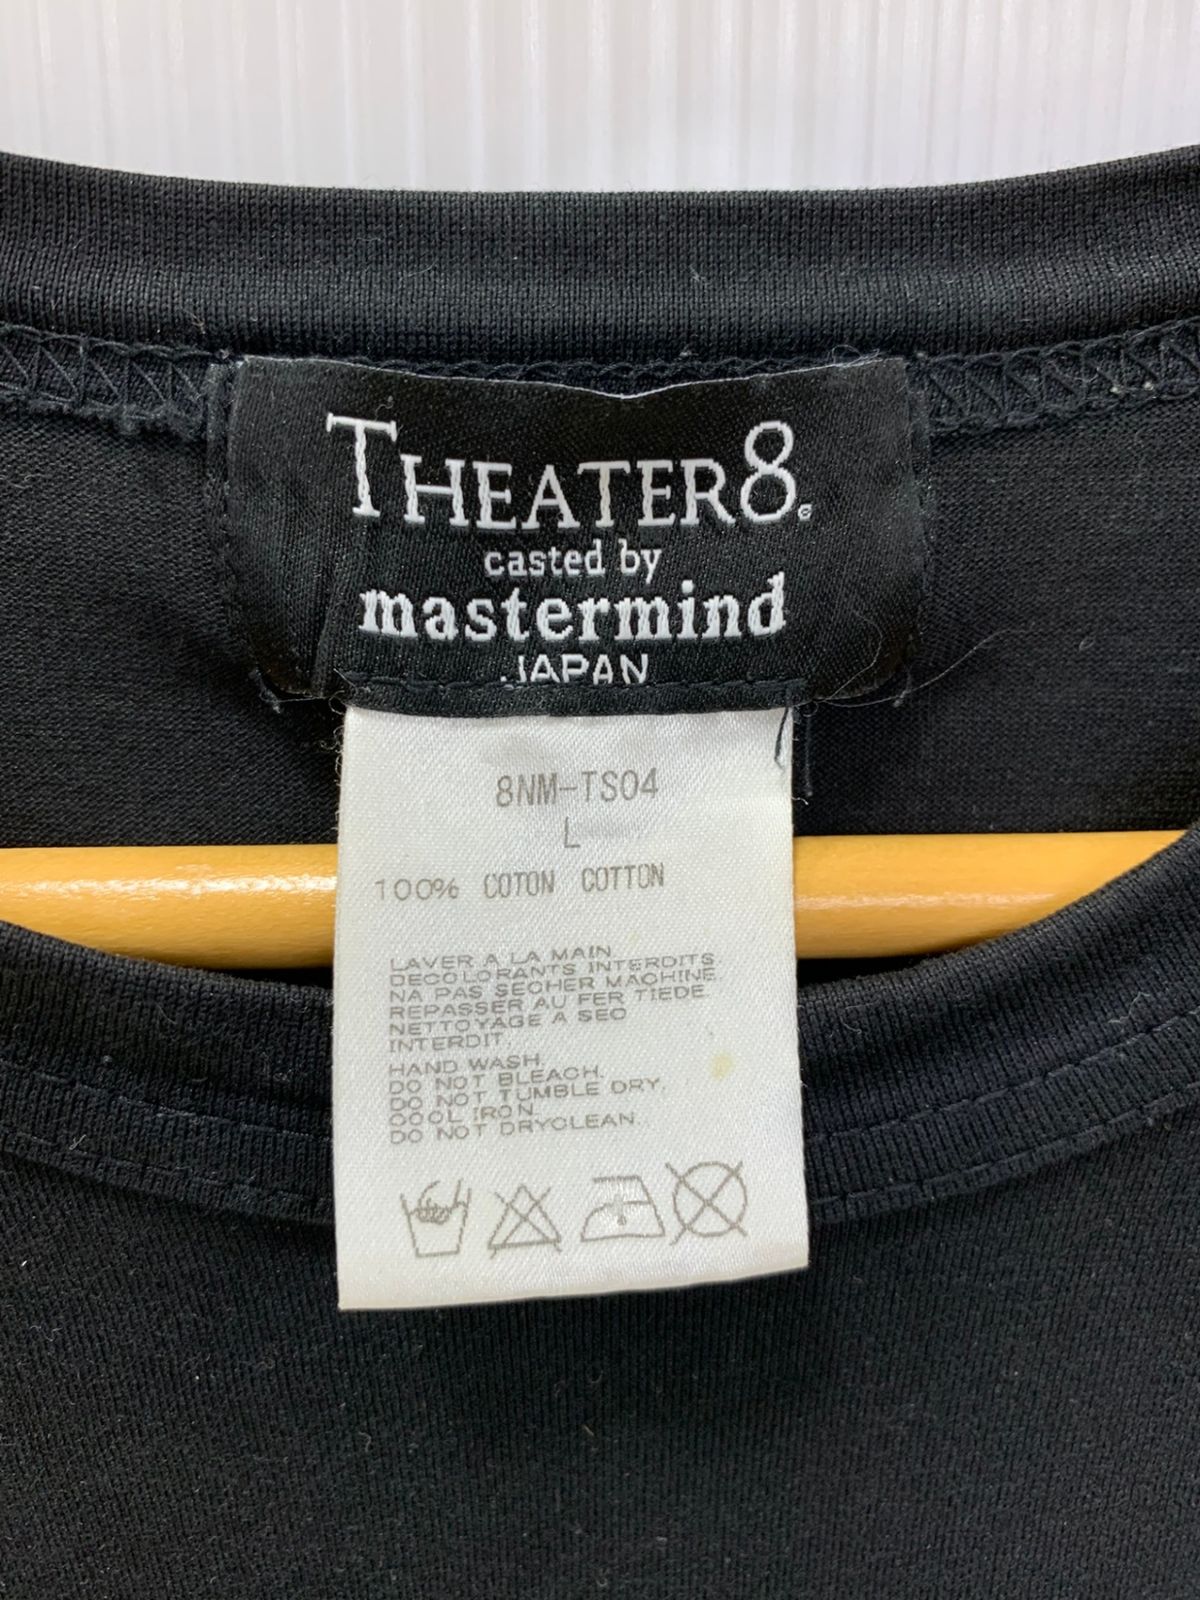 THEATER8.
casted by
mastermind
JAPAN
8NM-TS04
L
100% COTON COTTON
LAVER A LA MAIN
DECOLORANTS INTERDITS
NA PAS SECHER MACHINE.
REPASSER AU FER TIEDE
NETTOYAGE A SEC
INTERDIT.
HAND WASH.
DO NOT BLEACH.
DO NOT TUMBLE DRY.
COOL IRON
DO NOT DRYCLEAN.